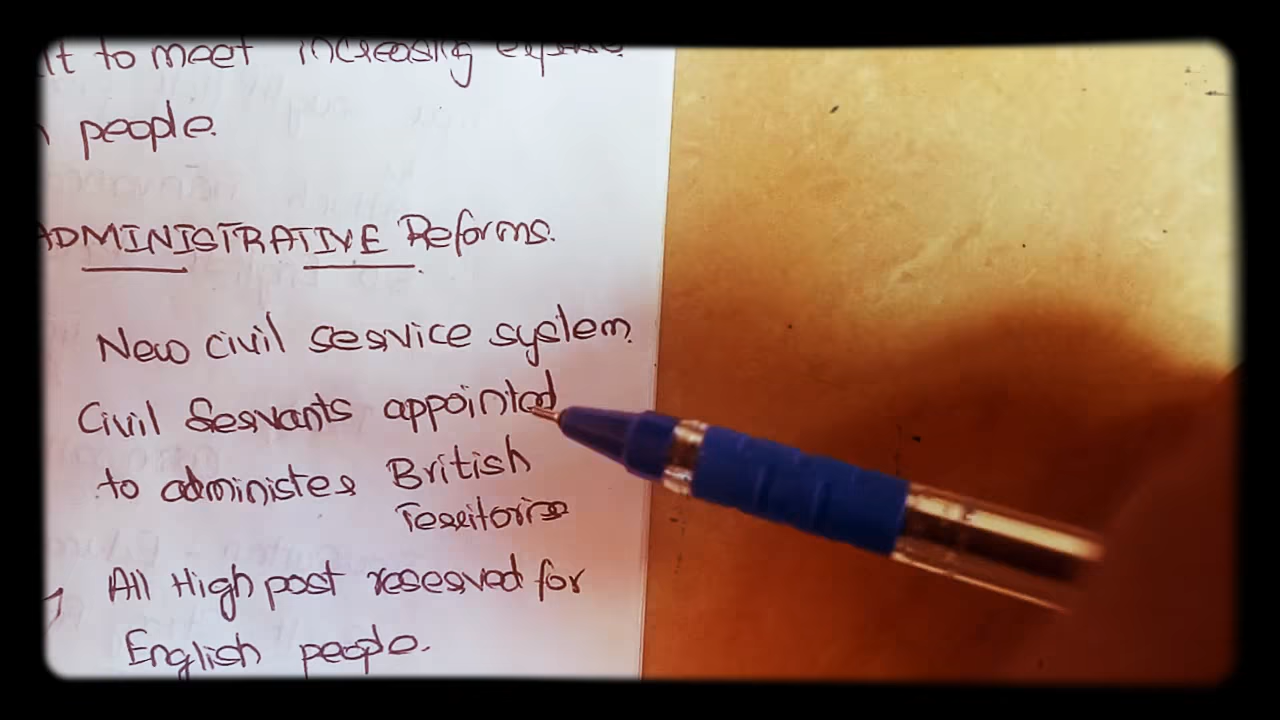 to meet increasing
people.
ADMINISTRATIVE Reforms.
New civil service system.
Civil Servants appointed
to administer British
Territories
All High post reserved for
English people.